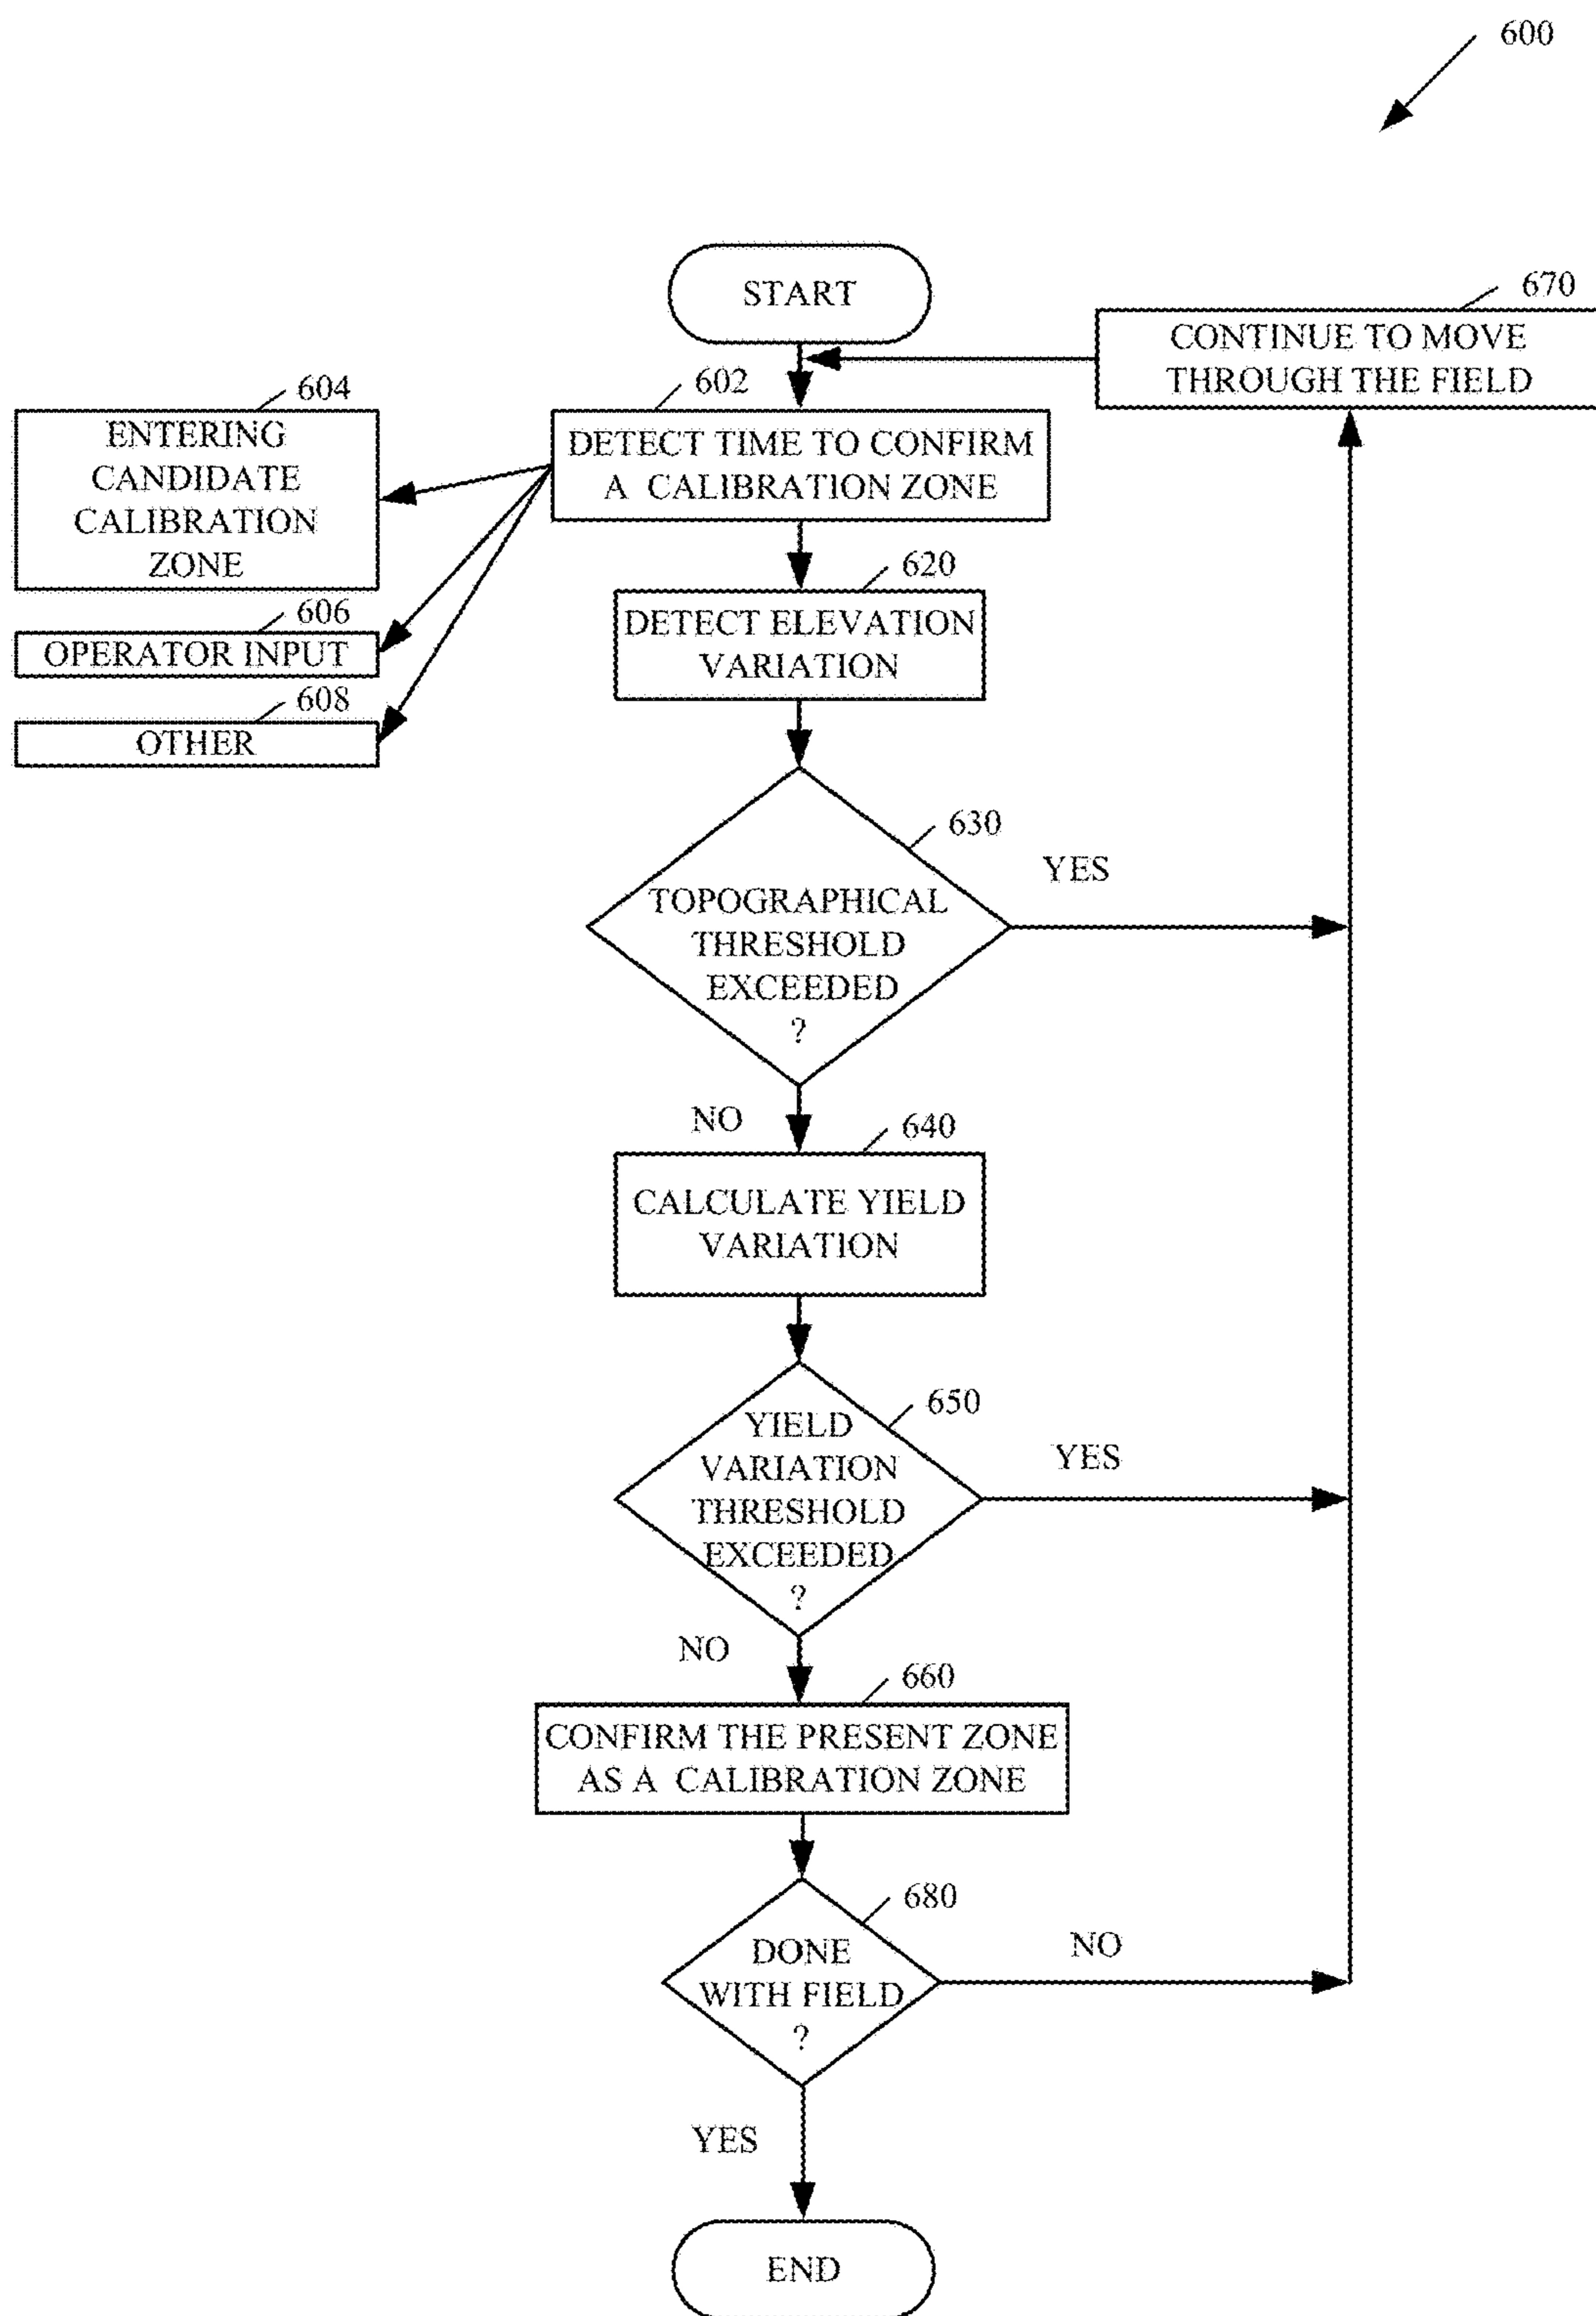 600
START
670
CONTINUE TO MOVE
THROUGH THE FIELD
602
DETECT TIME TO CONFIRM
A CALIBRATION ZONE
604
ENTERING
CANDIDATE
CALIBRATION
ZONE
606
OPERATOR INPUT
608
OTHER
620
DETECT ELEVATION
VARIATION
630
TOPOGRAPHICAL
THRESHOLD
EXCEEDED
?
YES
NO
640
CALCULATE YIELD
VARIATION
650
YIELD
VARIATION
THRESHOLD
EXCEEDED
?
YES
NO
660
CONFIRM THE PRESENT ZONE
AS A CALIBRATION ZONE
680
DONE
WITH FIELD
?
NO
YES
END